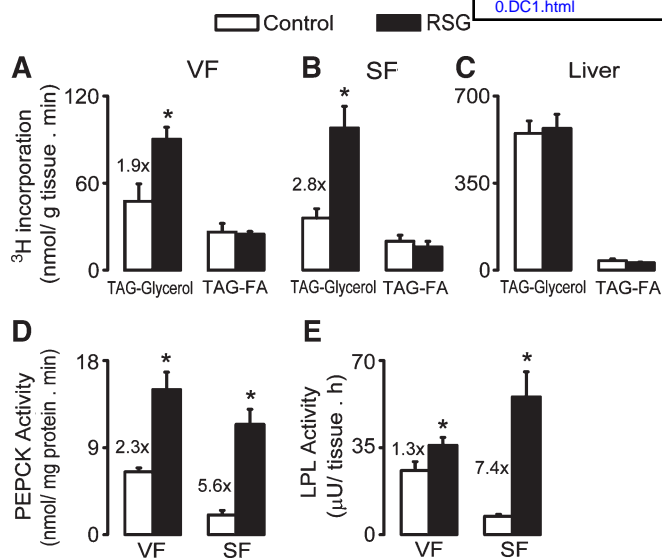 0.DC1.html
Control RSG
A VF B SF C Liver
³H incorporation
(nmol/ g tissue . min)
120
60
0
1.9x
*
2.8x
*
700
350
0
TAG-Glycerol TAG-FA TAG-Glycerol TAG-FA TAG-Glycerol TAG-FA
D E
PEPCK Activity
(nmol/ mg protein . min)
18
9
0
2.3x
*
5.6x
*
VF SF
LPL Activity
(µU/ tissue . h)
70
35
0
1.3x
*
7.4x
*
VF SF